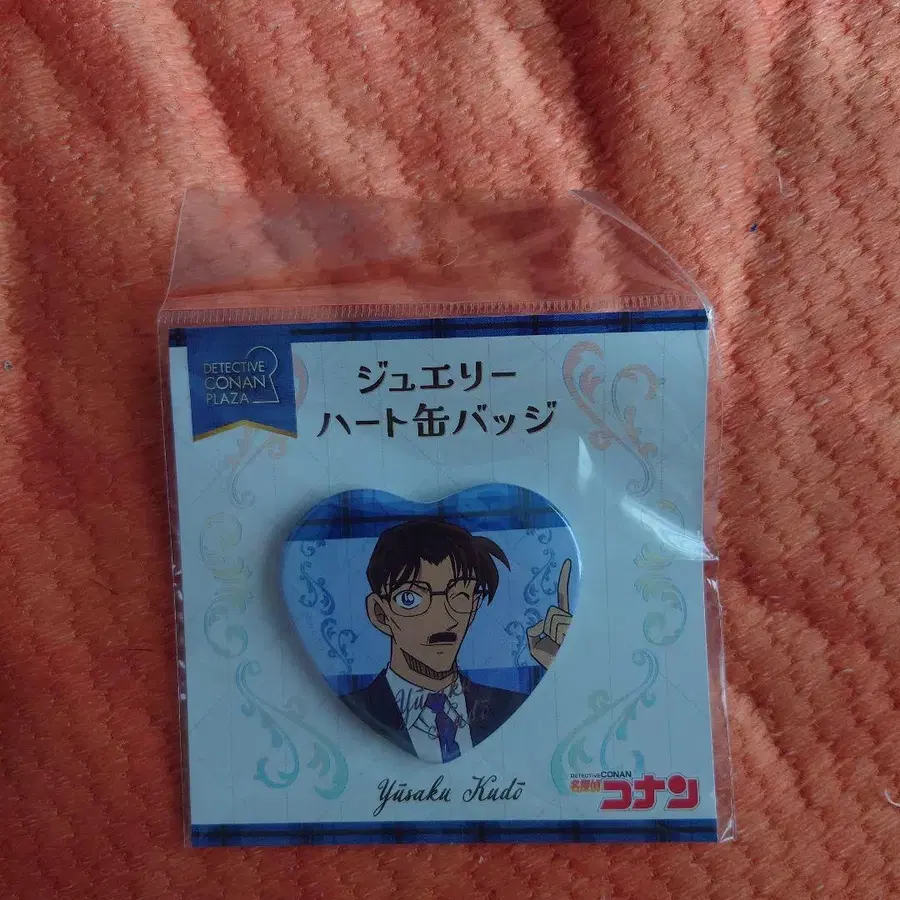 DETECTIVE
CONAN
PLAZA
ジュエリー
ハート缶バッジ
Yūsaku Kudō
DETECTIVE CONAN
名探偵
コナン